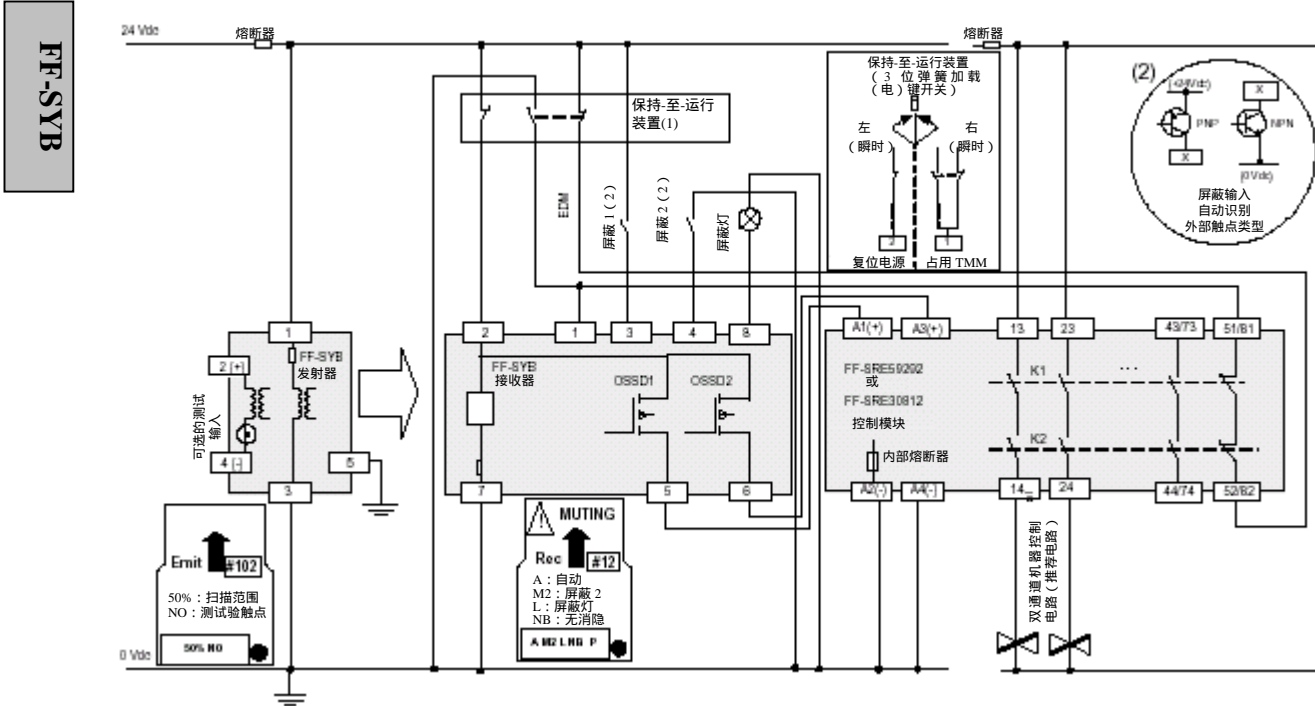 FF-SYB
24 Vdc
熔断器
熔断器
保持-至-运行
装置(1)
保持-至-运行装置
（3 位弹簧加载
（电）键开关）
左
（瞬时）
右
（瞬时）
2
1
复位电源
占用 TMM
(2)
(+24Vdc)
X
PNP
NPN
X
(0Vdc)
屏蔽输入
自动识别
外部触点类型
EDM
屏蔽 1（2）
屏蔽 2（2）
屏蔽灯
1
2 [+]
FF-SYB
发射器
可选的测试
输入
4 [-]
5
3
2
1
3
4
8
FF-SYB
接收器
OSSD1
OSSD2
7
5
6
A1(+)
A3(+)
13
23
43/73
51/81
FF-SRE59292
或
FF-SRE30812
控制模块
K1
...
K2
内部熔断器
A2(-)
A4(-)
14
24
44/74
52/82
双通道机器控制
电路（推荐电路）
Emit
#102
50%：扫描范围
NO：测试验触点
50% NO
MUTING
Rec
#12
A：自动
M2：屏蔽 2
L：屏蔽灯
NB：无消隐
A M2 L NB P
0 Vdc